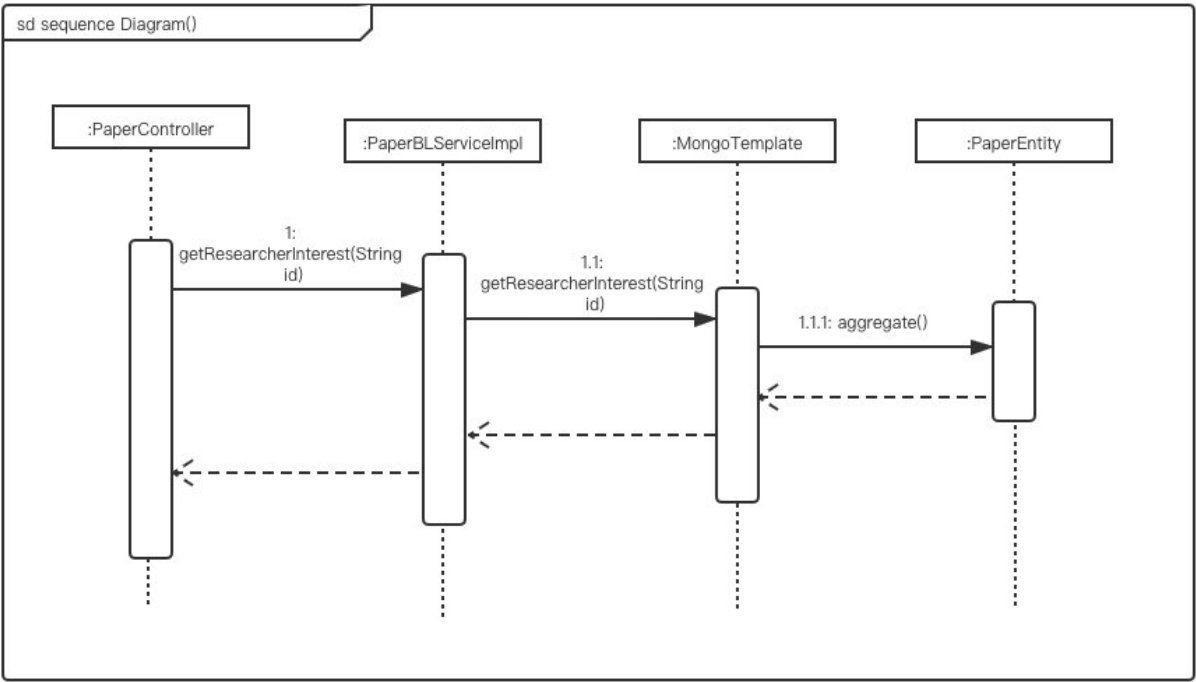 sd sequence Diagram()
:PaperController
:PaperBLServiceImpl
:MongoTemplate
:PaperEntity
1:
getResearcherInterest(String
id)
1.1:
getResearcherInterest(String
id)
1.1.1: aggregate()